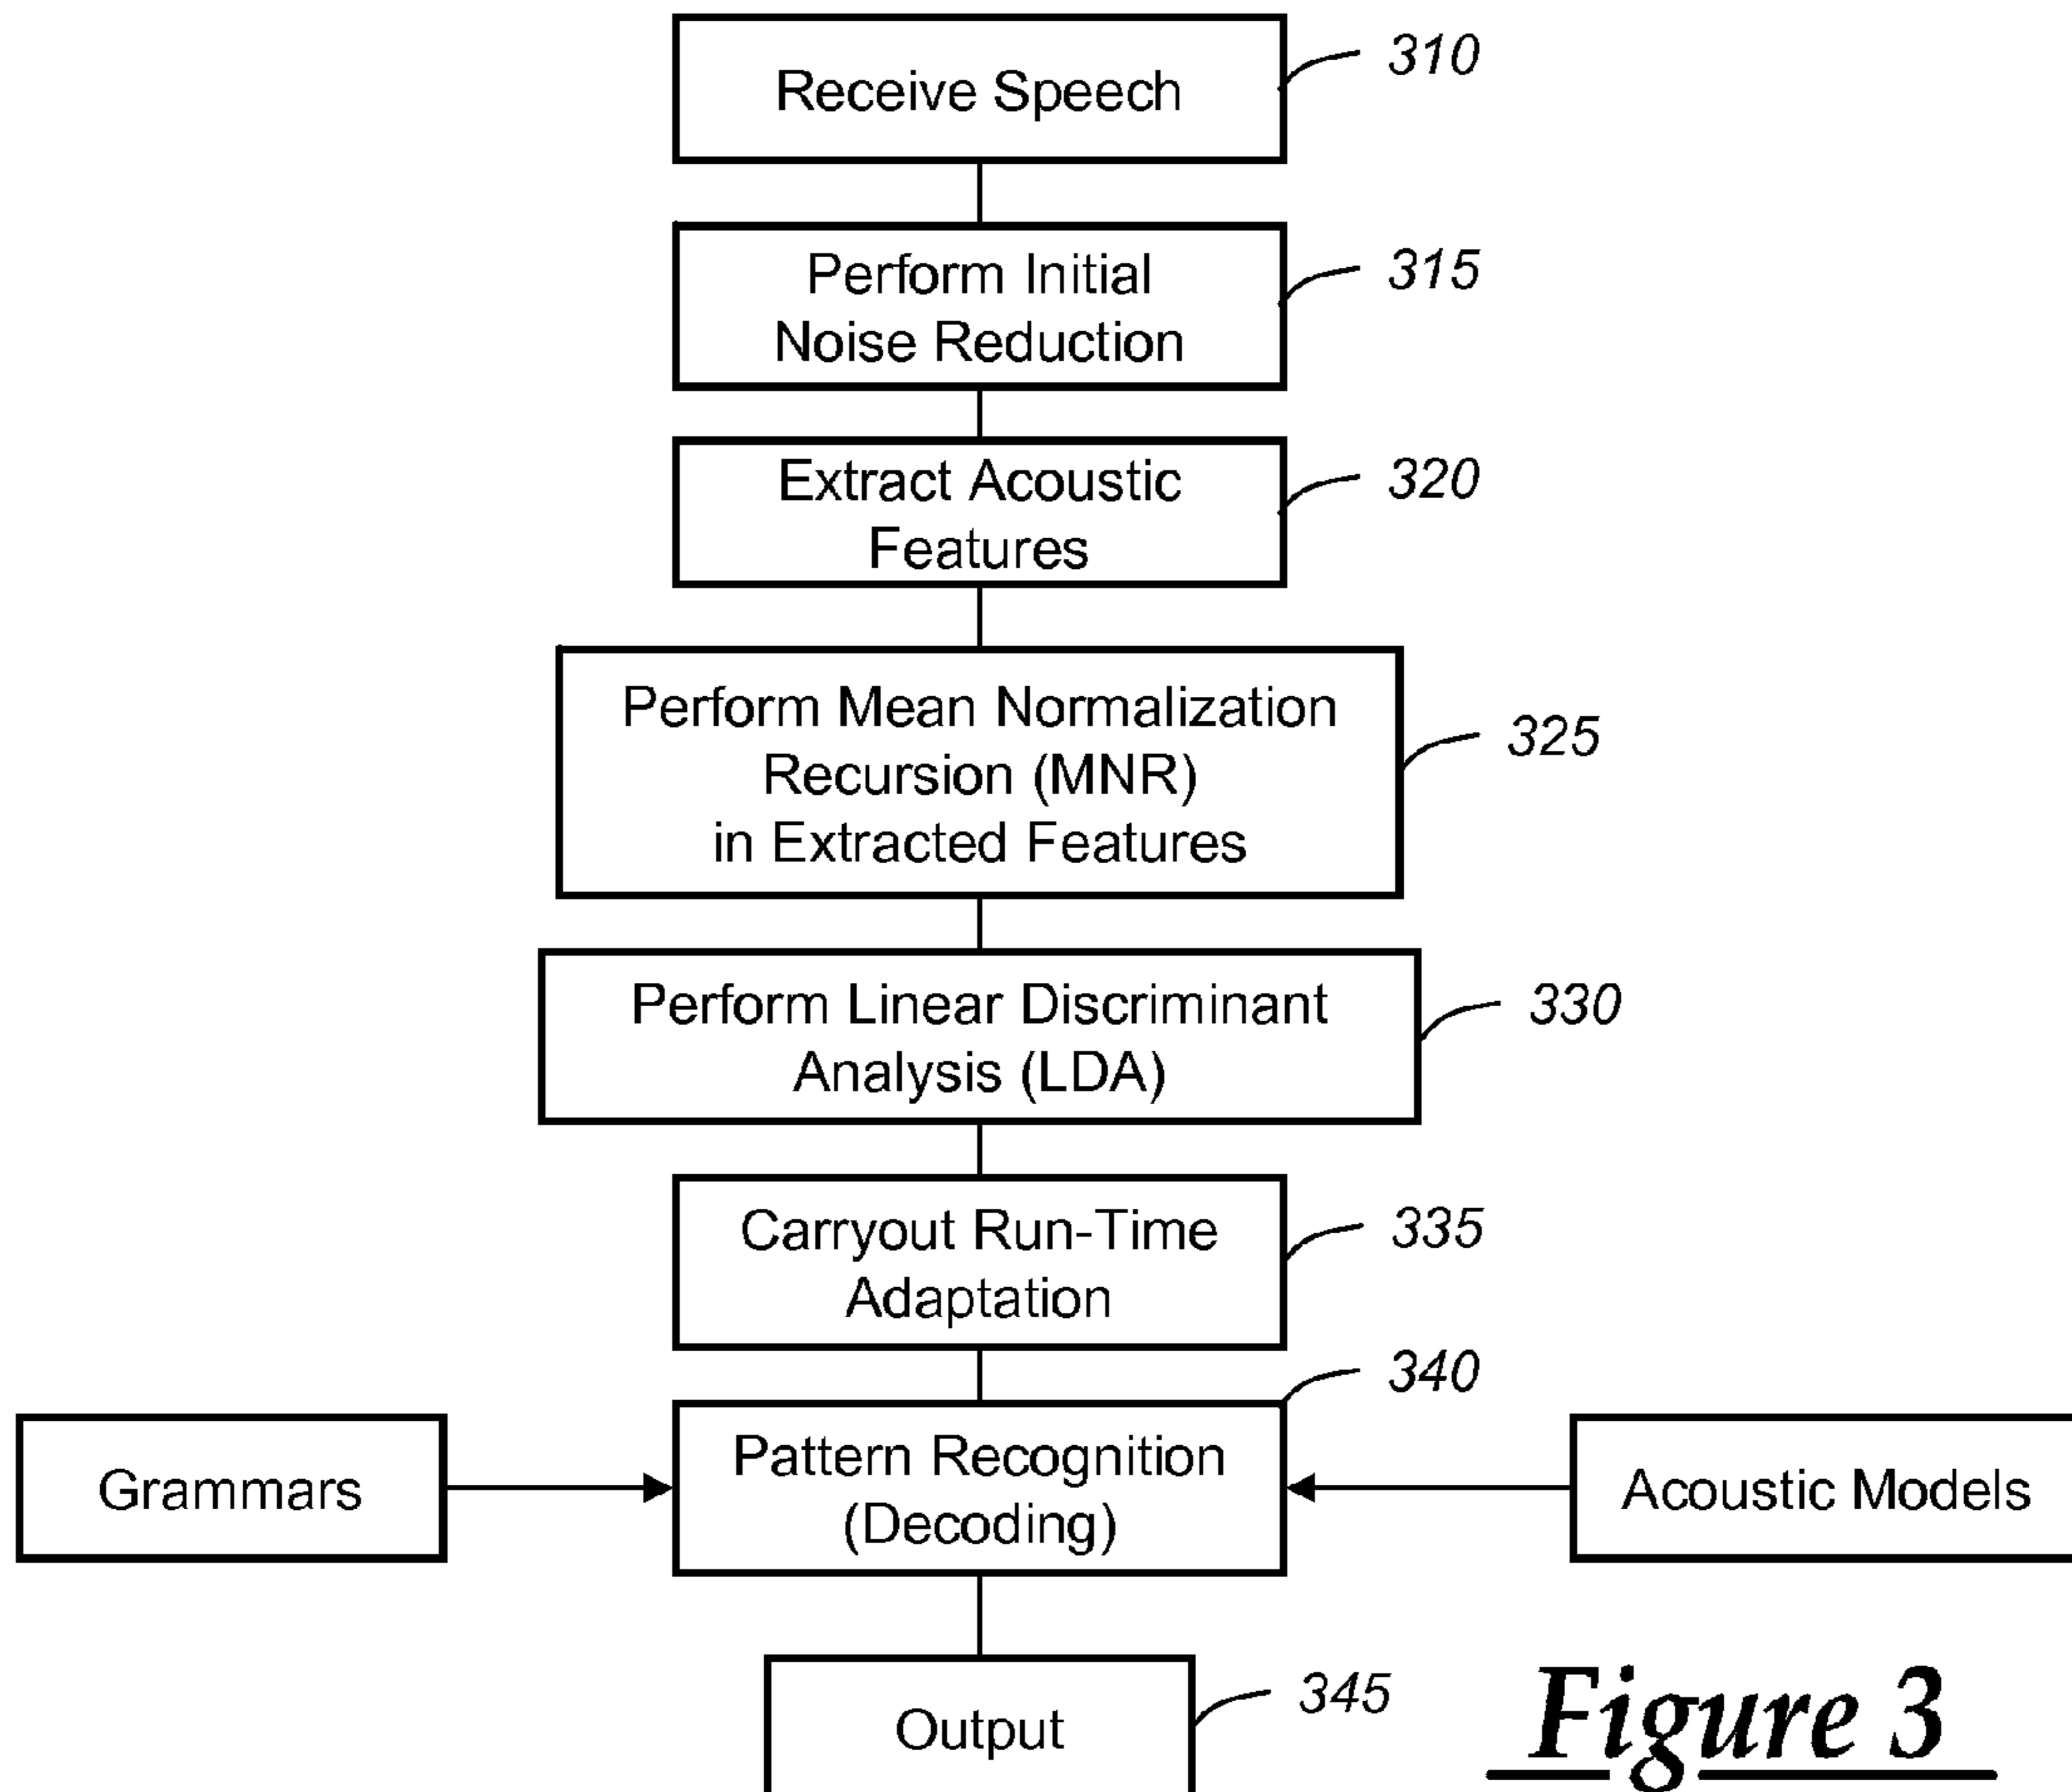 Receive Speech
310
Perform Initial
Noise Reduction
315
Extract Acoustic
Features
320
Perform Mean Normalization
Recursion (MNR)
in Extracted Features
325
Perform Linear Discriminant
Analysis (LDA)
330
Carryout Run-Time
Adaptation
335
340
Grammars
Pattern Recognition
(Decoding)
Acoustic Models
Output
345
Figure 3